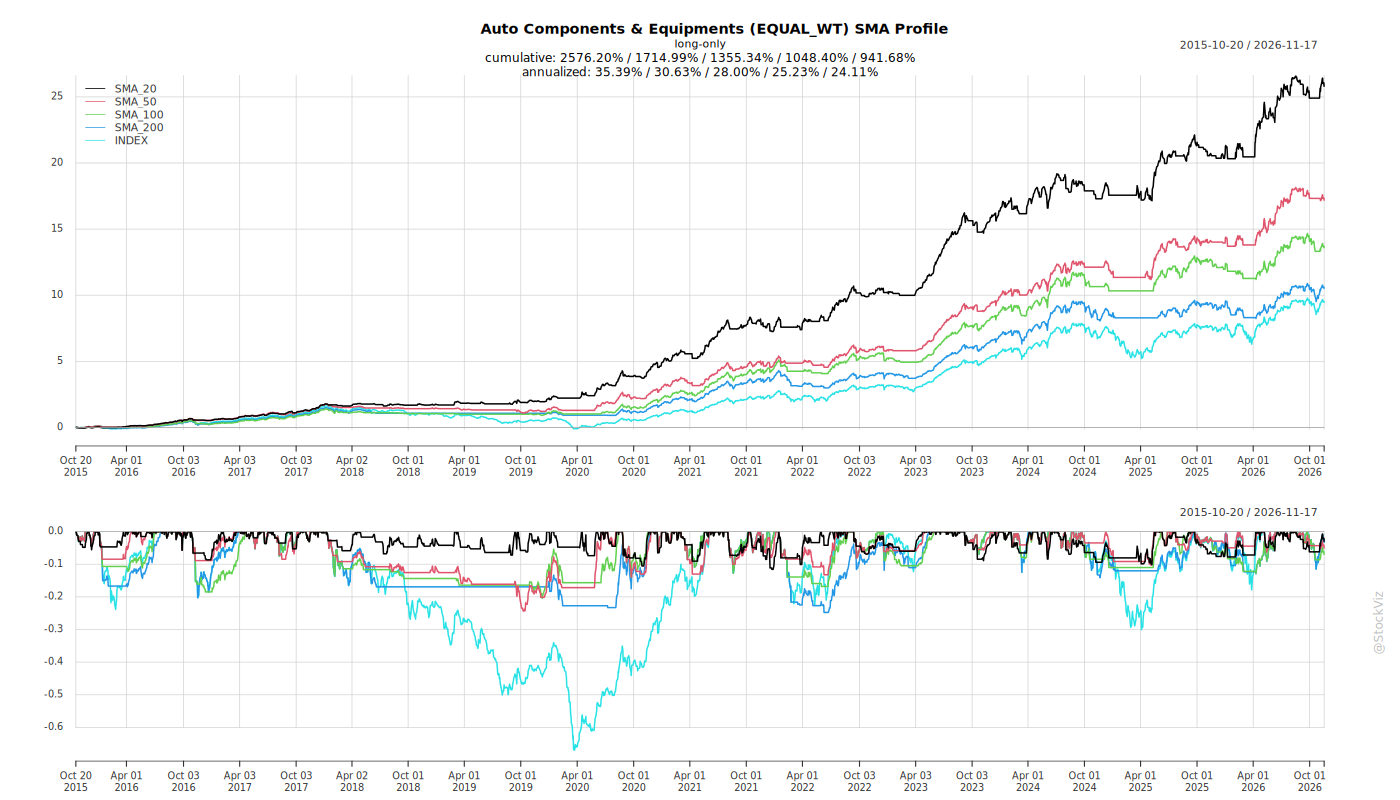 Auto Components & Equipments (EQUAL_WT) SMA Profile
long-only
cumulative: 2576.20% / 1714.99% / 1355.34% / 1048.40% / 941.68%
annualized: 35.39% / 30.63% / 28.00% / 25.23% / 24.11%
2015-10-20 / 2026-11-17
SMA_20
SMA_50
SMA_100
SMA_200
INDEX
25
20
15
10
5
0
Oct 20 Apr 01 Oct 03 Apr 03 Oct 03 Apr 02 Oct 01 Apr 01 Oct 01 Apr 01 Oct 01 Apr 01 Oct 01 Apr 01 Oct 03 Apr 03 Oct 03 Apr 01 Oct 01 Apr 01 Oct 01 Apr 01 Oct 01
2015 2016 2016 2017 2017 2018 2018 2019 2019 2020 2020 2021 2021 2022 2022 2023 2023 2024 2024 2025 2025 2026 2026
2015-10-20 / 2026-11-17
0.0
-0.1
-0.2
-0.3
-0.4
-0.5
-0.6
Oct 20 Apr 01 Oct 03 Apr 03 Oct 03 Apr 02 Oct 01 Apr 01 Oct 01 Apr 01 Oct 01 Apr 01 Oct 01 Apr 01 Oct 03 Apr 03 Oct 03 Apr 01 Oct 01 Apr 01 Oct 01 Apr 01 Oct 01
2015 2016 2016 2017 2017 2018 2018 2019 2019 2020 2020 2021 2021 2022 2022 2023 2023 2024 2024 2025 2025 2026 2026
@StockViz